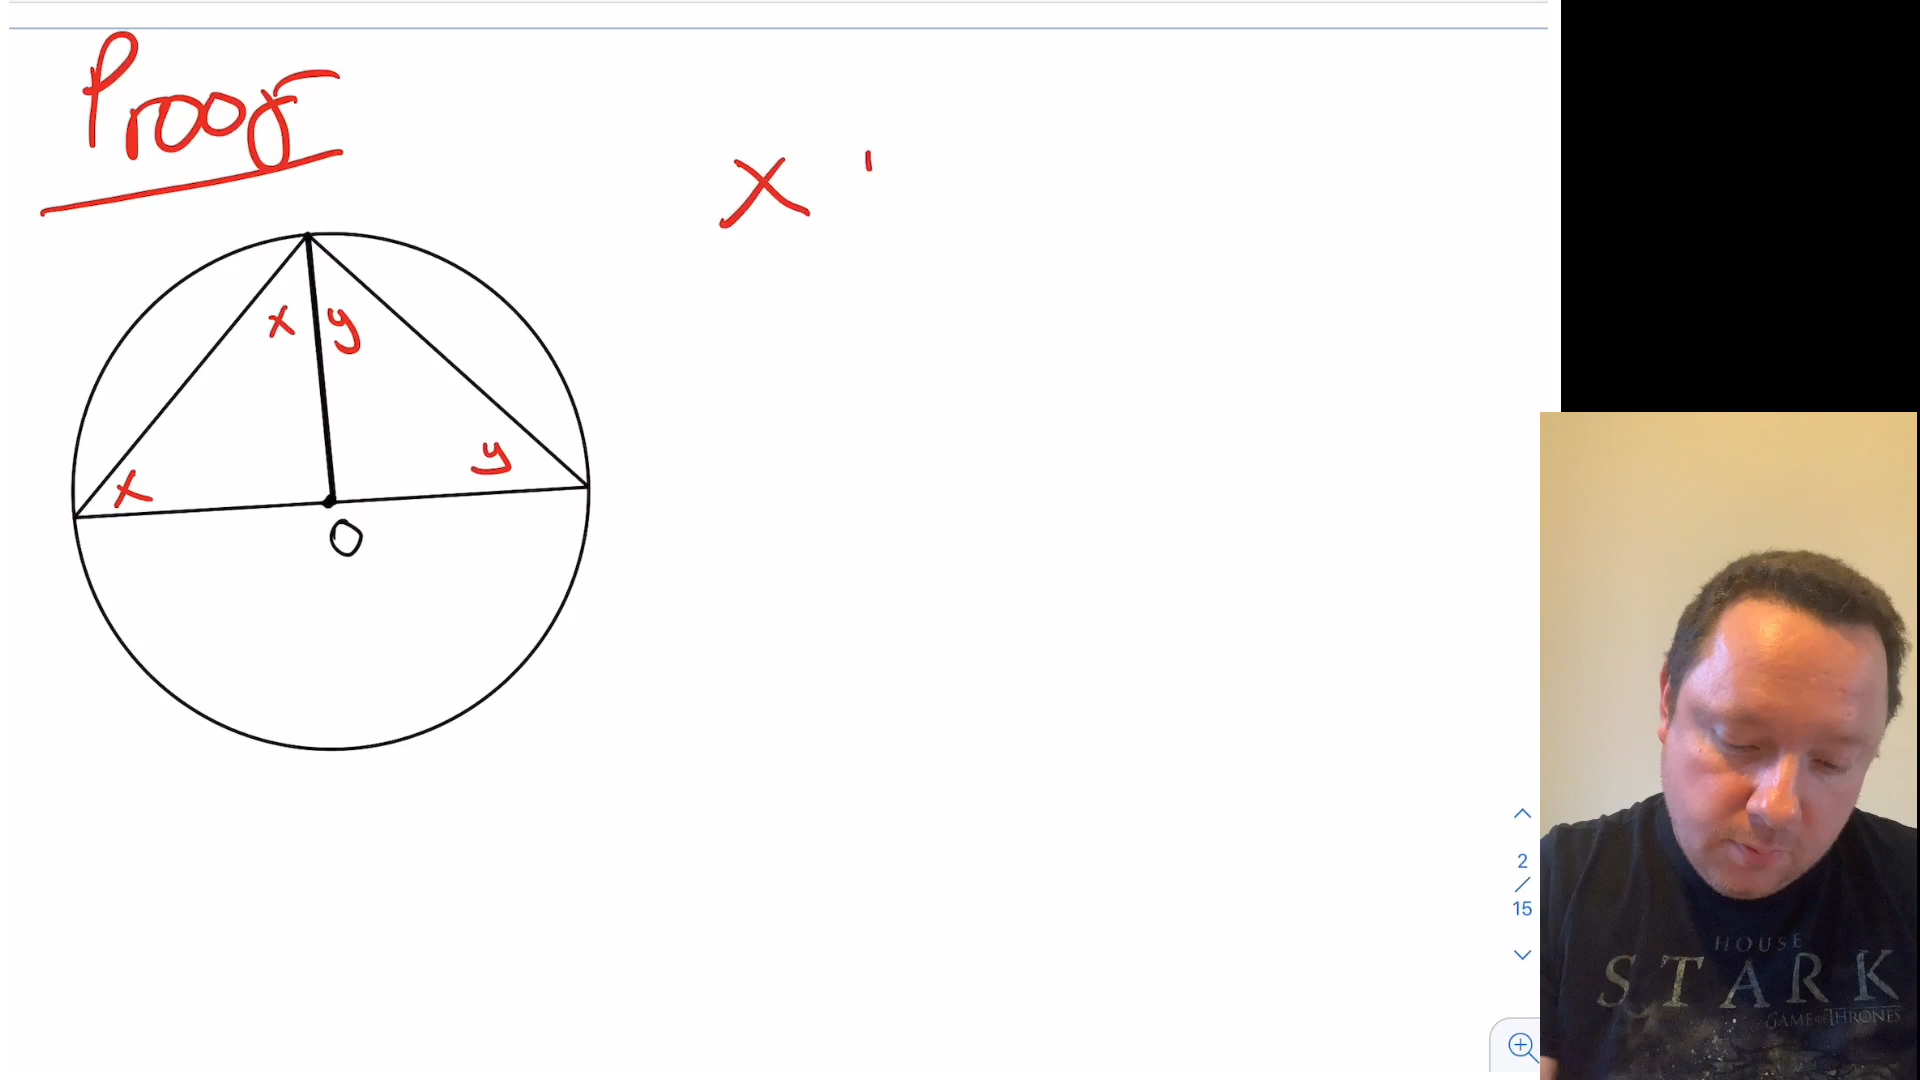 Proof
x '
x y
y
x
O
2
/
15
HOUSE
STARK
GAME OF THRONES